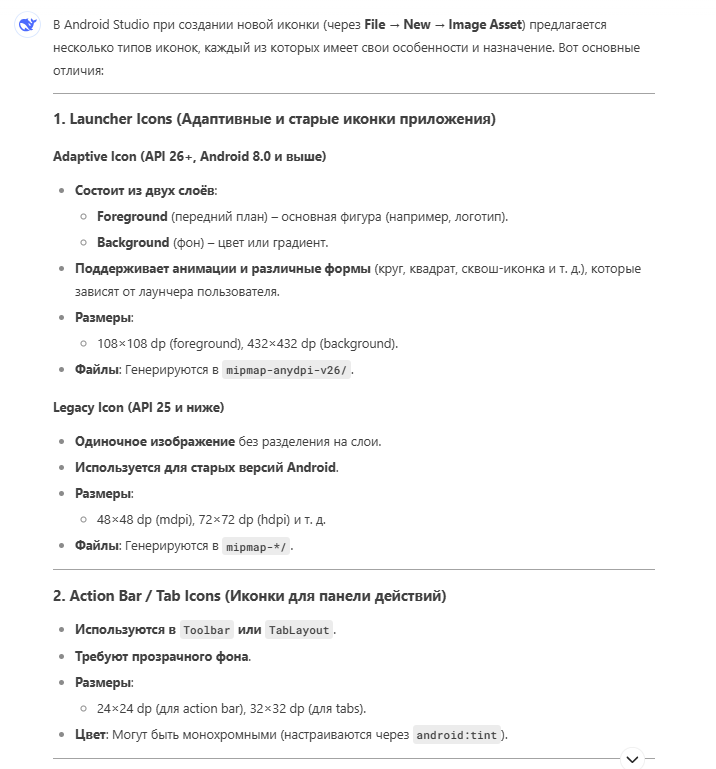 В Android Studio при создании новой иконки (через File → New → Image Asset) предлагается
несколько типов иконок, каждый из которых имеет свои особенности и назначение. Вот основные
отличия:
1. Launcher Icons (Адаптивные и старые иконки приложения)
Adaptive Icon (API 26+, Android 8.0 и выше)
Состоит из двух слоёв:
Foreground (передний план) – основная фигура (например, логотип).
Background (фон) – цвет или градиент.
Поддерживает анимации и различные формы (круг, квадрат, сквош-иконка и т. д.), которые
зависят от лаунчера пользователя.
Размеры:
108×108 dp (foreground), 432×432 dp (background).
Файлы: Генерируются в mipmap-anydpi-v26/.
Legacy Icon (API 25 и ниже)
Одиночное изображение без разделения на слои.
Используется для старых версий Android.
Размеры:
48×48 dp (mdpi), 72×72 dp (hdpi) и т. д.
Файлы: Генерируются в mipmap-*/.
2. Action Bar / Tab Icons (Иконки для панели действий)
Используются в Toolbar или TabLayout.
Требуют прозрачного фона.
Размеры:
24×24 dp (для action bar), 32×32 dp (для tabs).
Цвет: Могут быть монохромными (настраиваются через android:tint).